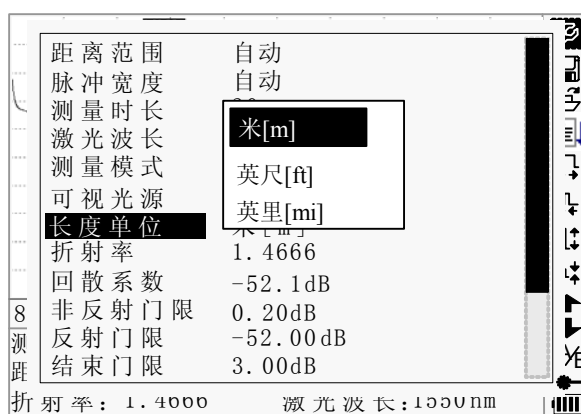 距离范围 自动
脉冲宽度 自动
测量时长
激光波长 米[m]
测量模式 英尺[ft]
可视光源 英里[mi]
长度单位 米[m]
折射率 1.4666
回散系数 -52.1dB
非反射门限 0.20dB
反射门限 -52.00dB
结束门限 3.00dB
8
测
距
折射率: 1.4666 激光波长:1550nm